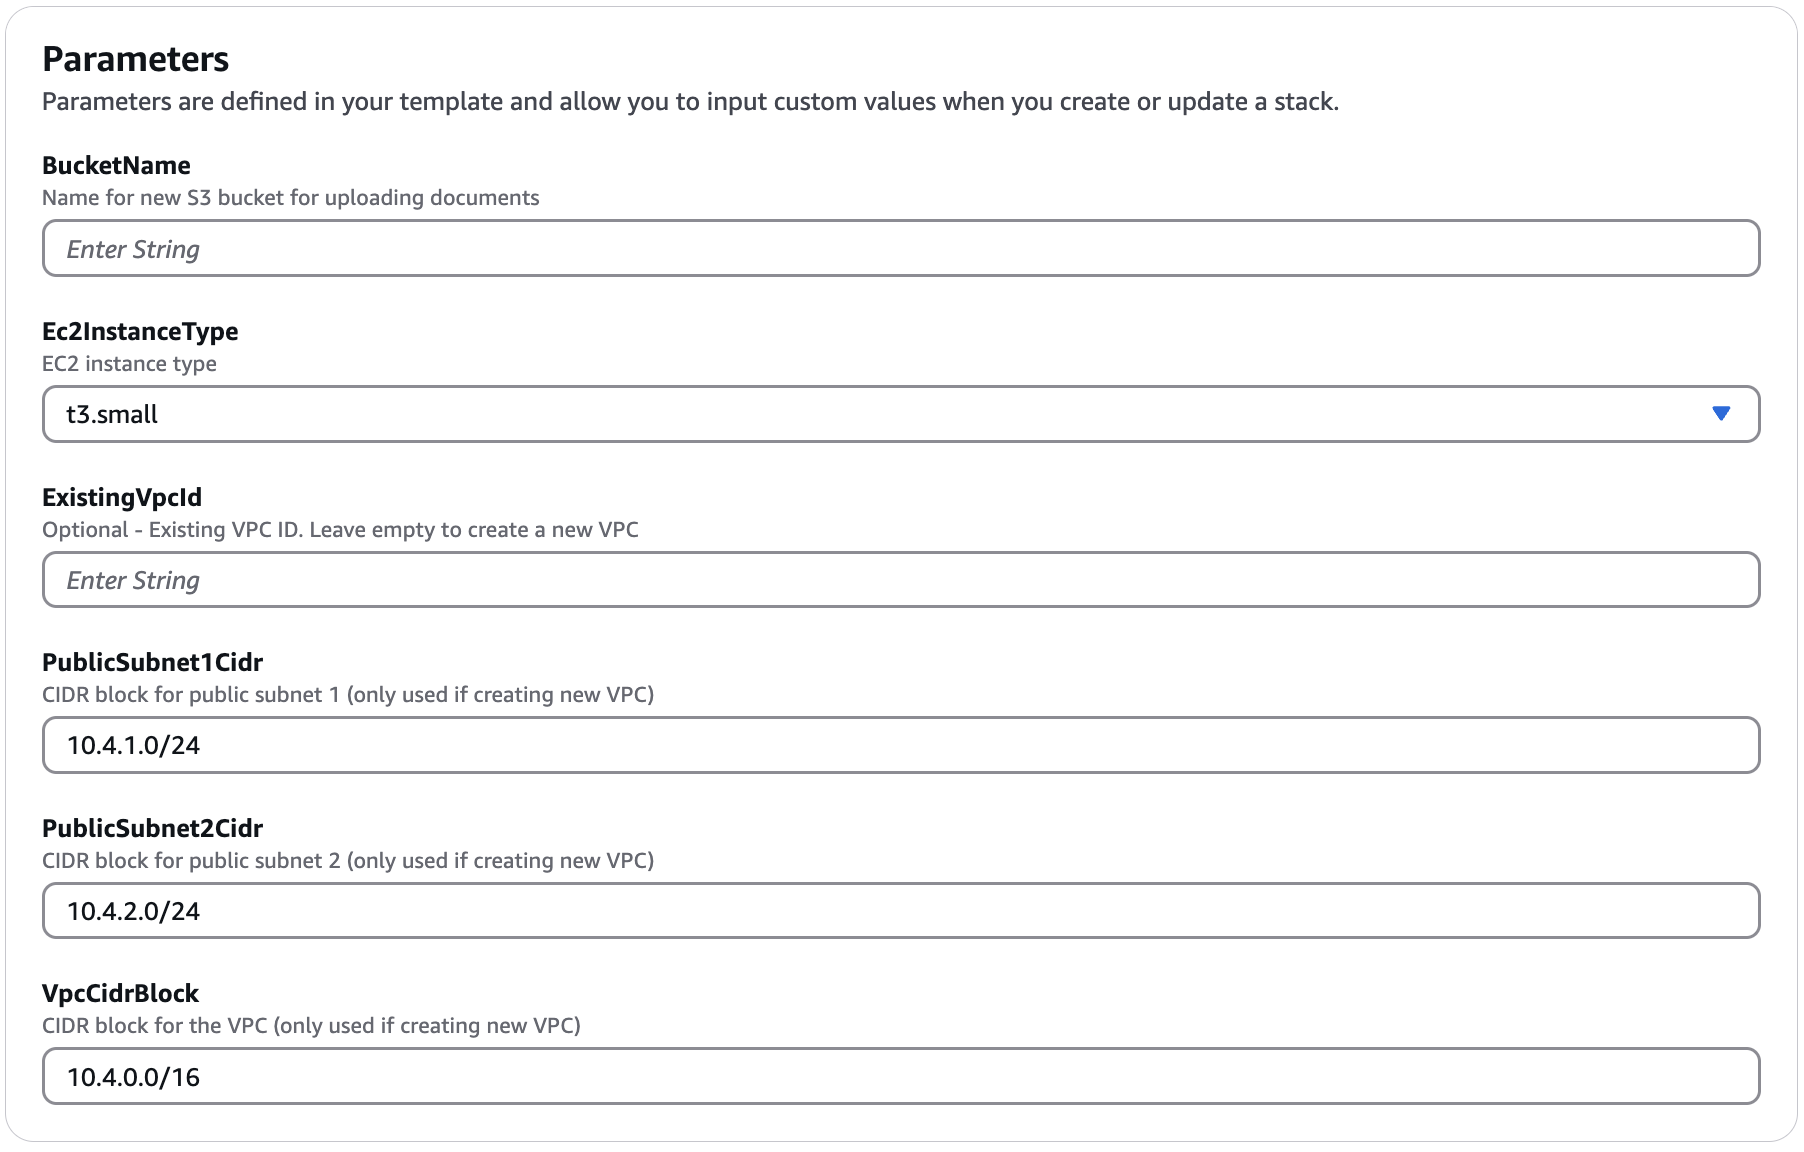 Parameters
Parameters are defined in your template and allow you to input custom values when you create or update a stack.
BucketName
Name for new S3 bucket for uploading documents
Enter String
Ec2InstanceType
EC2 instance type
t3.small
ExistingVpcId
Optional - Existing VPC ID. Leave empty to create a new VPC
Enter String
PublicSubnet1Cidr
CIDR block for public subnet 1 (only used if creating new VPC)
10.4.1.0/24
PublicSubnet2Cidr
CIDR block for public subnet 2 (only used if creating new VPC)
10.4.2.0/24
VpcCidrBlock
CIDR block for the VPC (only used if creating new VPC)
10.4.0.0/16